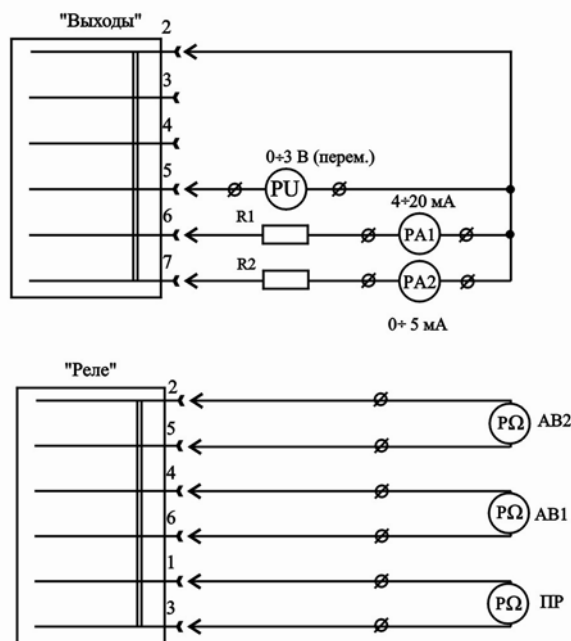 "Выходы"
2
3
4
5
0÷3 В (перем.)
PU
6
R1
4÷20 мА
PA1
7
R2
PA2
0÷ 5 мА
"Реле"
2
PΩ
АВ2
5
4
PΩ
АВ1
6
1
PΩ
ПР
3